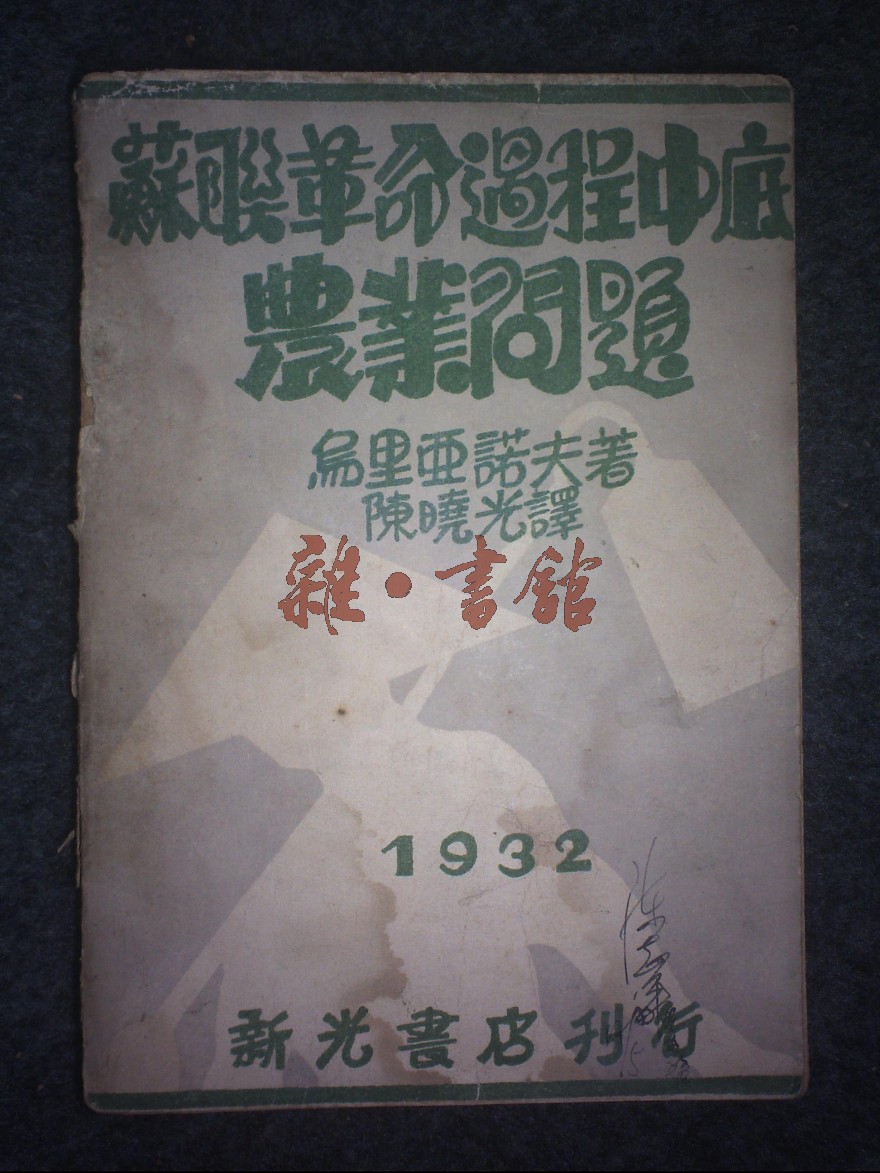 蘇聯革命過程中底
農業問題
烏里亞諾夫著
陳曉光譯
雜·書舘
1932
新光書店刊行